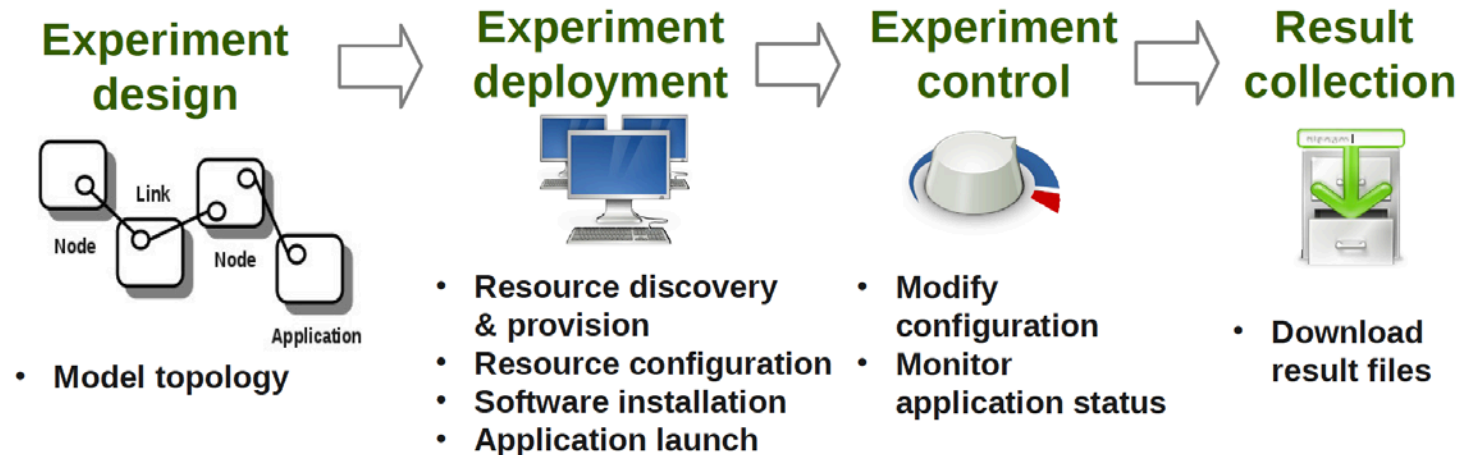 Experiment
design
Experiment
deployment
Experiment
control
Result
collection
Link
Node
Node
Application
• Model topology
• Resource discovery
& provision
• Resource configuration
• Software installation
• Application launch
• Modify
configuration
• Monitor
application status
• Download
result files